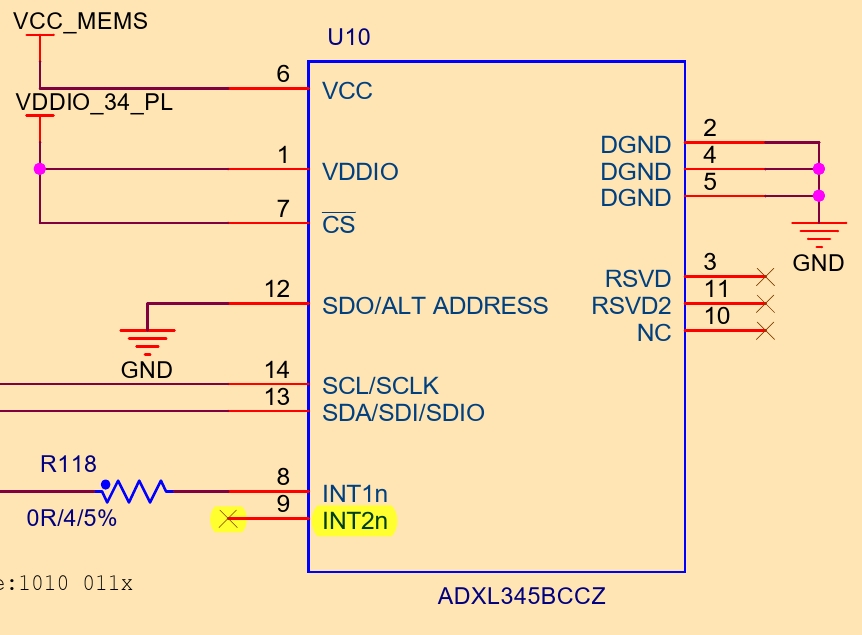 VCC_MEMS
U10
6
VCC
VDDIO_34_PL
2
DGND
4
1
VDDIO
DGND
5
7
CS
DGND
GND
3
RSVD
12
SDO/ALT ADDRESS
11
RSVD2
10
NC
GND
14
SCL/SCLK
13
SDA/SDI/SDIO
R118
8
INT1n
0R/4/5%
9
INT2n
e:1010 011x
ADXL345BCCZ